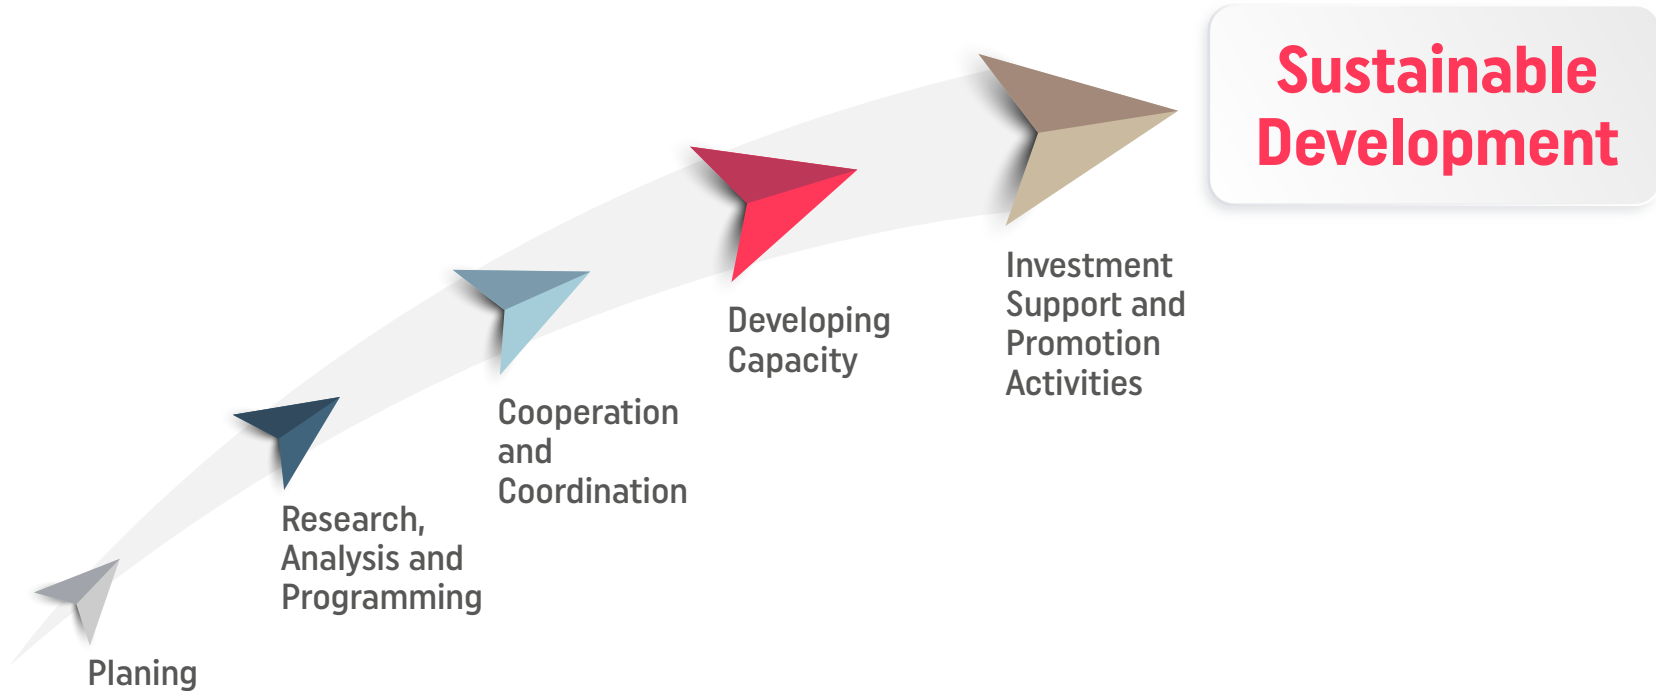 Sustainable
Development
Investment
Support and
Promotion
Activities
Developing
Capacity
Cooperation
and
Coordination
Research,
Analysis and
Programming
Planing